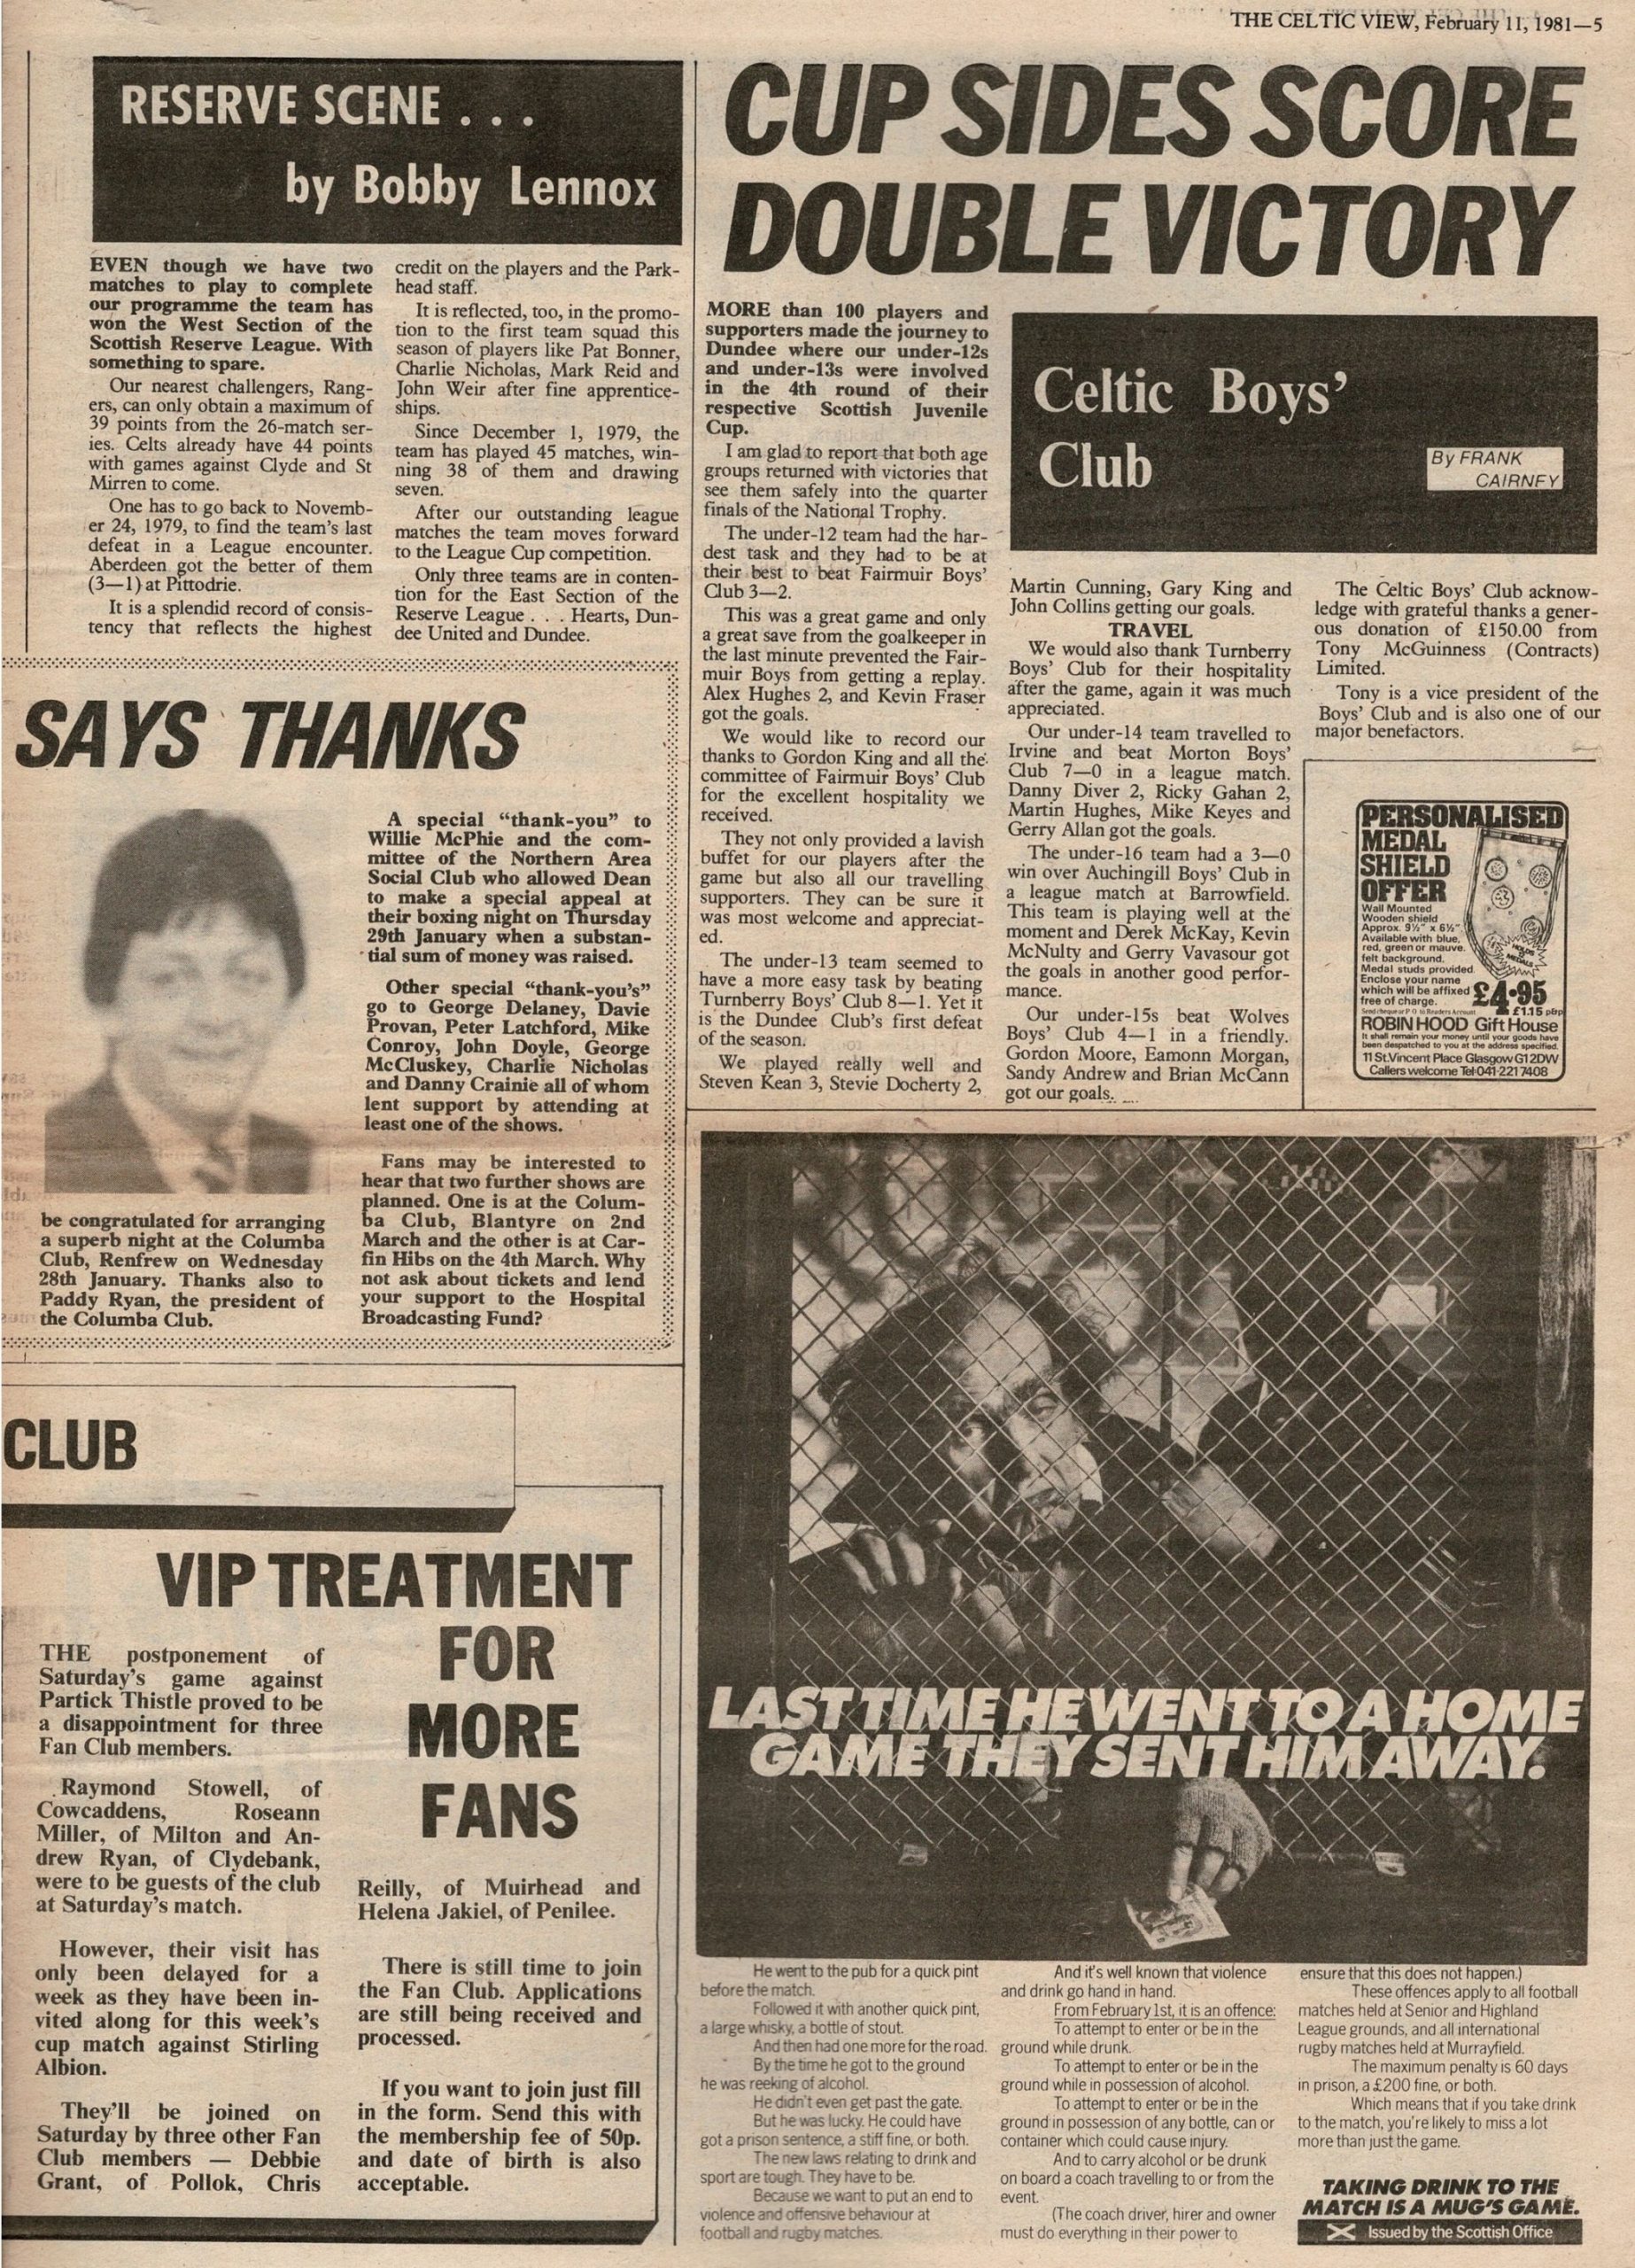 THE CELTIC VIEW, February 11, 1981—5
RESERVE SCENE . . .
by Bobby Lennox
EVEN though we have two
matches to play to complete
our programme the team has
won the West Section of the
Scottish Reserve League. With
something to spare.
Our nearest challengers, Rang-
ers, can only obtain a maximum of
39 points from the 26-match ser-
ies. Celts already have 44 points
with games against Clyde and St
Mirren to come.
One has to go back to Novemb-
er 24, 1979, to find the team's last
defeat in a League encounter.
Aberdeen got the better of them
(3—1) at Pittodrie.
It is a splendid record of consis-
tency that reflects the highest
credit on the players and the Park-
head staff.
It is reflected, too, in the promo-
tion to the first team squad this
season of players like Pat Bonner,
Charlie Nicholas, Mark Reid and
John Weir after fine apprentice-
ships.
Since December 1, 1979, the
team has played 45 matches, win-
ning 38 of them and drawing
seven.
After our outstanding league
matches the team moves forward
to the League Cup competition.
Only three teams are in conten-
tion for the East Section of the
Reserve League . . . Hearts, Dun-
dee United and Dundee.
SAYS THANKS
be congratulated for arranging
a superb night at the Columba
Club, Renfrew on Wednesday
28th January. Thanks also to
Paddy Ryan, the president of
the Columba Club.
A special “thank-you” to
Willie McPhie and the com-
mittee of the Northern Area
Social Club who allowed Dean
to make a special appeal at
their boxing night on Thursday
29th January when a substan-
tial sum of money was raised.
Other special “thank-you's”
go to George Delaney, Davie
Provan, Peter Latchford, Mike
Conroy, John Doyle, George
McCluskey, Charlie Nicholas
and Danny Crainie all of whom
lent support by attending at
least one of the shows.
Fans may be interested to
hear that two further shows are
planned. One is at the Colum-
ba Club, Blantyre on 2nd
March and the other is at Car-
fin Hibs on the 4th March. Why
not ask about tickets and lend
your support to the Hospital
Broadcasting Fund?
CLUB
VIP TREATMENT
FOR
MORE
FANS
THE postponement of
Saturday's game against
Partick Thistle proved to be
a disappointment for three
Fan Club members.
Raymond Stowell, of
Cowcaddens, Roseann
Miller, of Milton and An-
drew Ryan, of Clydebank,
were to be guests of the club
at Saturday's match.
However, their visit has
only been delayed for a
week as they have been in-
vited along for this week's
cup match against Stirling
Albion.
They'll be joined on
Saturday by three other Fan
Club members — Debbie
Grant, of Pollok, Chris
Reilly, of Muirhead and
Helena Jakiel, of Penilee.
There is still time to join
the Fan Club. Applications
are still being received and
processed.
If you want to join just fill
in the form. Send this with
the membership fee of 50p.
and date of birth is also
acceptable.
CUP SIDES SCORE
DOUBLE VICTORY
Celtic Boys'
Club
By FRANK
CAIRNEY
MORE than 100 players and
supporters made the journey to
Dundee where our under-12s
and under-13s were involved
in the 4th round of their
respective Scottish Juvenile
Cup.
I am glad to report that both age
groups returned with victories that
see them safely into the quarter
finals of the National Trophy.
The under-12 team had the har-
dest task and they had to be at
their best to beat Fairmuir Boys'
Club 3—2.
This was a great game and only
a great save from the goalkeeper in
the last minute prevented the Fair-
muir Boys from getting a replay.
Alex Hughes 2, and Kevin Fraser
got the goals.
We would like to record our
thanks to Gordon King and all the
committee of Fairmuir Boys' Club
for the excellent hospitality we
received.
They not only provided a lavish
buffet for our players after the
game but also all our travelling
supporters. They can be sure it
was most welcome and appreciat-
ed.
The under-13 team seemed to
have a more easy task by beating
Turnberry Boys' Club 8—1. Yet it
is the Dundee Club's first defeat
of the season.
We played really well and
Steven Kean 3, Stevie Docherty 2,
Martin Cunning, Gary King and
John Collins getting our goals.
TRAVEL
We would also thank Turnberry
Boys' Club for their hospitality
after the game, again it was much
appreciated.
Our under-14 team travelled to
Irvine and beat Morton Boys'
Club 7—0 in a league match.
Danny Diver 2, Ricky Gahan 2,
Martin Hughes, Mike Keyes and
Gerry Allan got the goals.
The under-16 team had a 3—0
win over Auchingill Boys' Club in
a league match at Barrowfield.
This team is playing well at the
moment and Derek McKay, Kevin
McNulty and Gerry Vavasour got
the goals in another good perfor-
mance.
Our under-15s beat Wolves
Boys' Club 4—1 in a friendly.
Gordon Moore, Eamonn Morgan,
Sandy Andrew and Brian McCann
got our goals.
The Celtic Boys' Club acknow-
ledge with grateful thanks a gener-
ous donation of £150.00 from
Tony McGuinness (Contracts)
Limited.
Tony is a vice president of the
Boys' Club and is also one of our
major benefactors.
PERSONALISED
MEDAL
SHIELD
OFFER
Wall Mounted
Wooden shield
Approx. 9½" x 6½"
Available with blue,
red, green or mauve.
felt background.
Medal studs provided.
Enclose your name
which will be affixed
free of charge.
£4·95
£1.15 p&p
Send cheque or P.O. to Readers Account
ROBIN HOOD Gift House
It shall remain your money until your goods have
been despatched to you at the address specified.
11 St. Vincent Place Glasgow G1 2DW
Callers welcome Tel: 041-221 7408
LAST TIME HE WENT TO A HOME
GAME THEY SENT HIM AWAY.
He went to the pub for a quick pint
before the match.
Followed it with another quick pint,
a large whisky, a bottle of stout.
And then had one more for the road.
By the time he got to the ground
he was reeking of alcohol.
He didn't even get past the gate.
But he was lucky. He could have
got a prison sentence, a stiff fine, or both.
The new laws relating to drink and
sport are tough. They have to be.
Because we want to put an end to
violence and offensive behaviour at
football and rugby matches.
And it's well known that violence
and drink go hand in hand.
From February 1st, it is an offence:
To attempt to enter or be in the
ground while drunk.
To attempt to enter or be in the
ground while in possession of alcohol.
To attempt to enter or be in the
ground in possession of any bottle, can or
container which could cause injury.
And to carry alcohol or be drunk
on board a coach travelling to or from the
event.
(The coach driver, hirer and owner
must do everything in their power to
ensure that this does not happen.)
These offences apply to all football
matches held at Senior and Highland
League grounds, and all international
rugby matches held at Murrayfield.
The maximum penalty is 60 days
in prison, a £200 fine, or both.
Which means that if you take drink
to the match, you're likely to miss a lot
more than just the game.
TAKING DRINK TO THE
MATCH IS A MUG'S GAME.
Issued by the Scottish Office